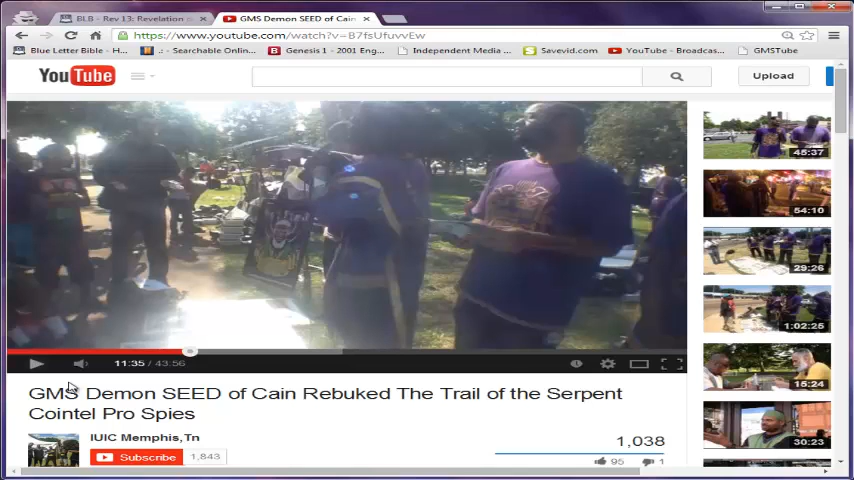 BLB - Rev 13: Revelation o
GMS Demon SEED of Cain
https://www.youtube.com/watch?v=B7fsUfuvvEw
Blue Letter Bible - H...
.: - Searchable Onlin...
Genesis 1 - 2001 Engl...
Independent Media ...
Savevid.com
YouTube - Broadcas...
GMSTube
YouTube
Upload
45:37
54:10
29:26
1:02:25
15:24
30:23
11:35 / 43:56
GMS Demon SEED of Cain Rebuked The Trail of the Serpent
Cointel Pro Spies
IUIC Memphis,Tn
Subscribe 1,843
1,038
95 1